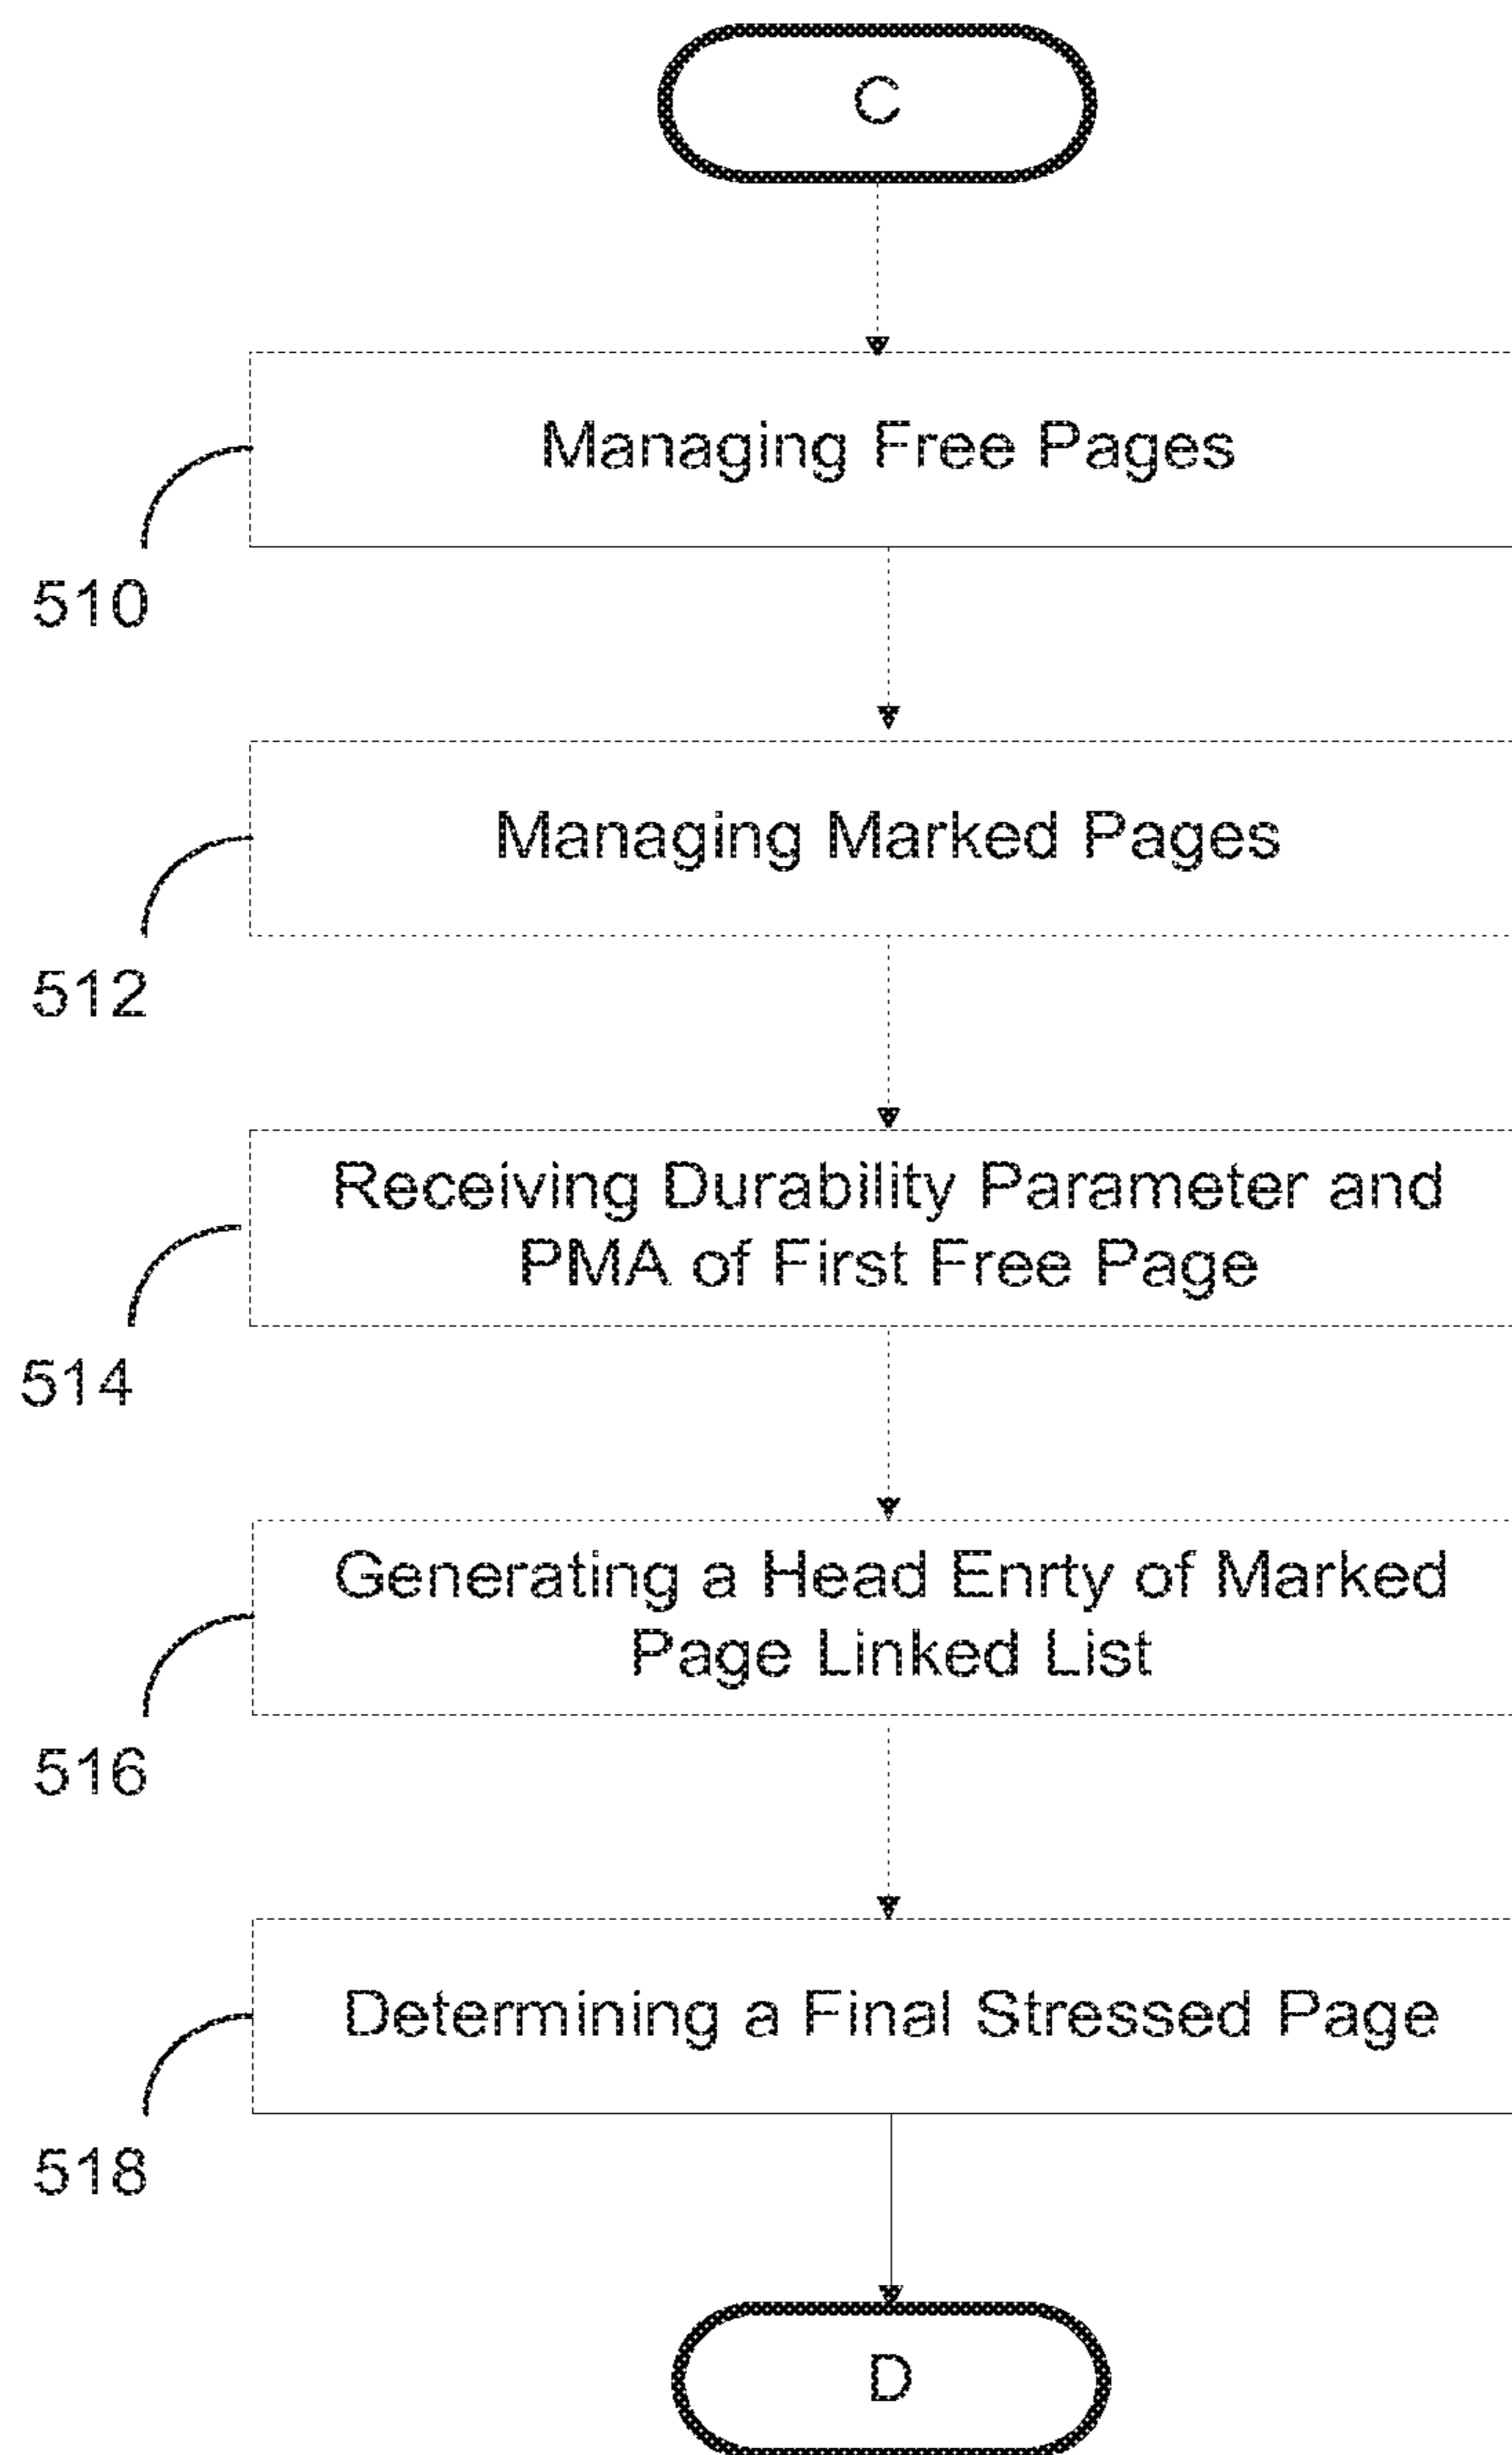 C
Managing Free Pages
510
Managing Marked Pages
512
Receiving Durability Parameter and
PMA of First Free Page
514
Generating a Head Enrty of Marked
Page Linked List
516
Determining a Final Stressed Page
518
D